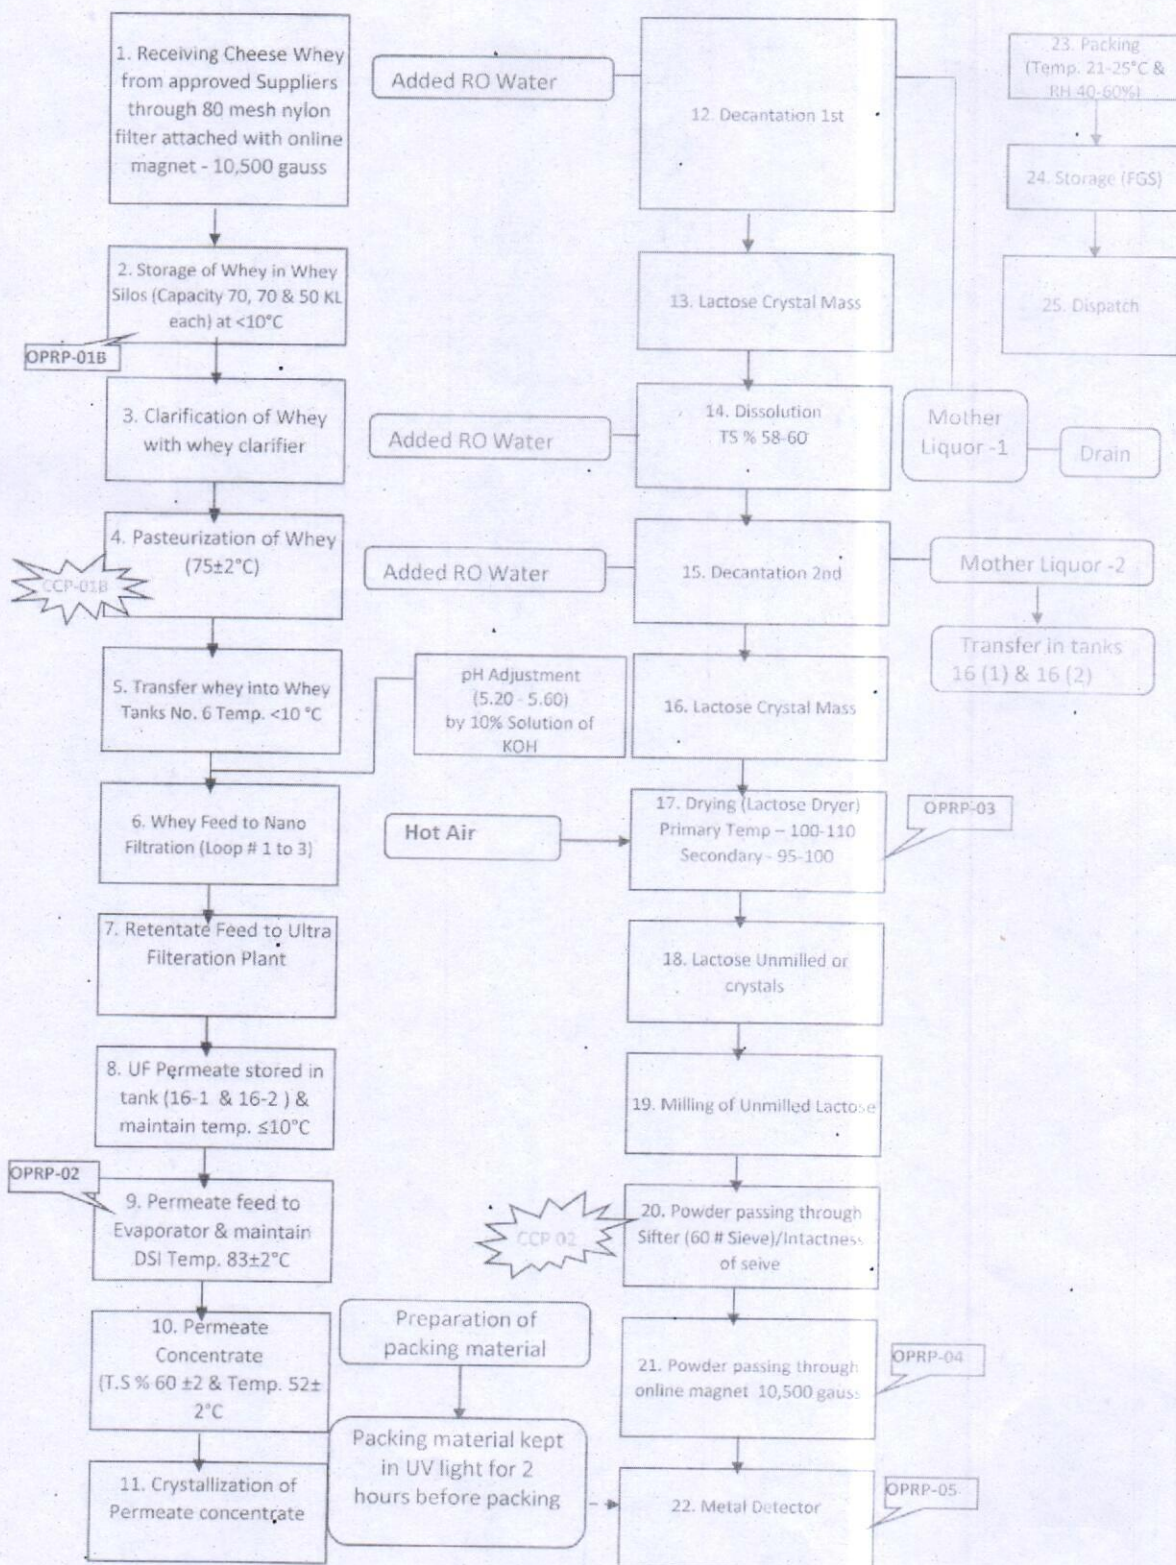 1. Receiving Cheese Whey
from approved Suppliers
through 80 mesh nylon
filter attached with online
magnet - 10,500 gauss
2. Storage of Whey in Whey
Silos (Capacity 70, 70 & 50 KL
each) at <10°C
OPRP-01B
3. Clarification of Whey
with whey clarifier
4. Pasteurization of Whey
(75±2°C)
CCP-01B
5. Transfer whey into Whey
Tanks No. 6 Temp. <10 °C
pH Adjustment
(5.20 - 5.60)
by 10% Solution of
KOH
6. Whey Feed to Nano
Filtration (Loop # 1 to 3)
7. Retentate Feed to Ultra
Filteration Plant
8. UF Permeate stored in
tank (16-1 & 16-2 ) &
maintain temp. ≤10°C
OPRP-02
9. Permeate feed to
Evaporator & maintain
DSI Temp. 83±2°C
10. Permeate
Concentrate
(T.S % 60 ±2 & Temp. 52±
2°C
11. Crystallization of
Permeate concentrate
Added RO Water
12. Decantation 1st
13. Lactose Crystal Mass
Added RO Water
14. Dissolution
TS % 58-60
Mother
Liquor -1
Drain
Added RO Water
15. Decantation 2nd
Mother Liquor -2
Transfer in tanks
16 (1) & 16 (2)
16. Lactose Crystal Mass
Hot Air
17. Drying (Lactose Dryer)
Primary Temp – 100-110
Secondary - 95-100
OPRP-03
18. Lactose Unmilled or
crystals
19. Milling of Unmilled Lactose
CCP 02
20. Powder passing through
Sifter (60 # Sieve)/Intactness
of seive
21. Powder passing through
online magnet 10,500 gauss
OPRP-04
Preparation of
packing material
Packing material kept
in UV light for 2
hours before packing
22. Metal Detector
OPRP-05
23. Packing
(Temp. 21-25°C &
RH 40-60%)
24. Storage (FGS)
25. Dispatch